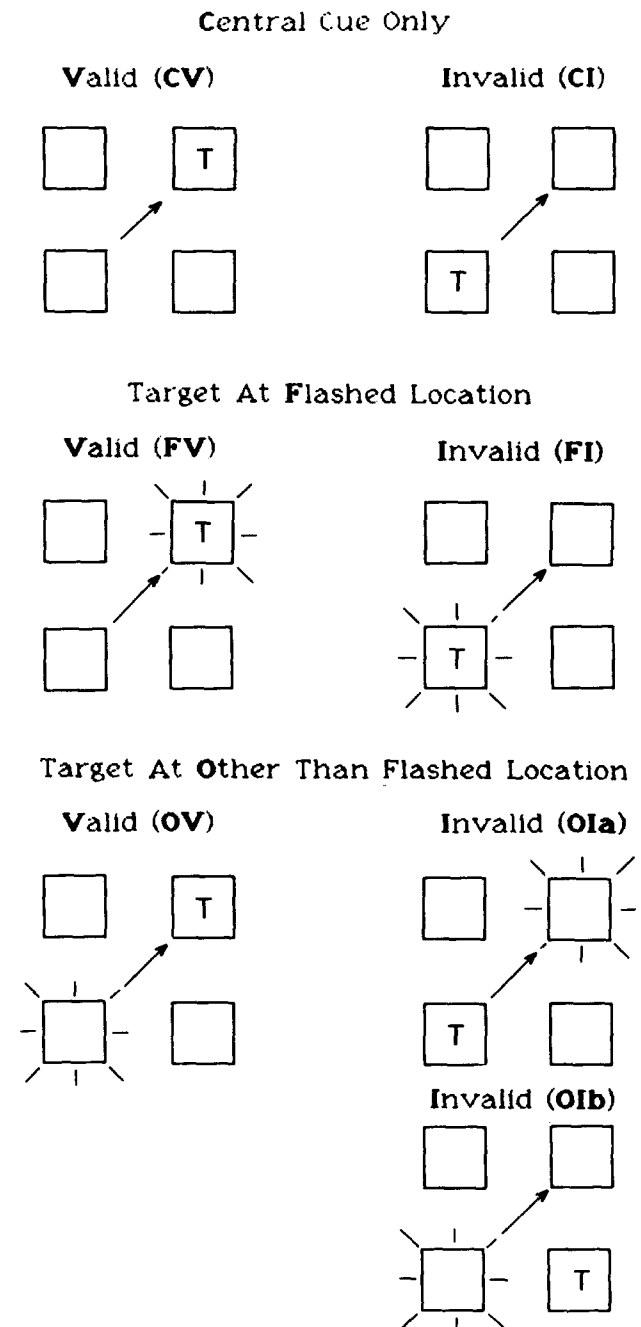 Central Cue Only
Valid (CV) Invalid (CI)
T
T
Target At Flashed Location
Valid (FV) Invalid (FI)
T
T
Target At Other Than Flashed Location
Valid (OV) Invalid (OIa)
T
T
Invalid (OIb)
T